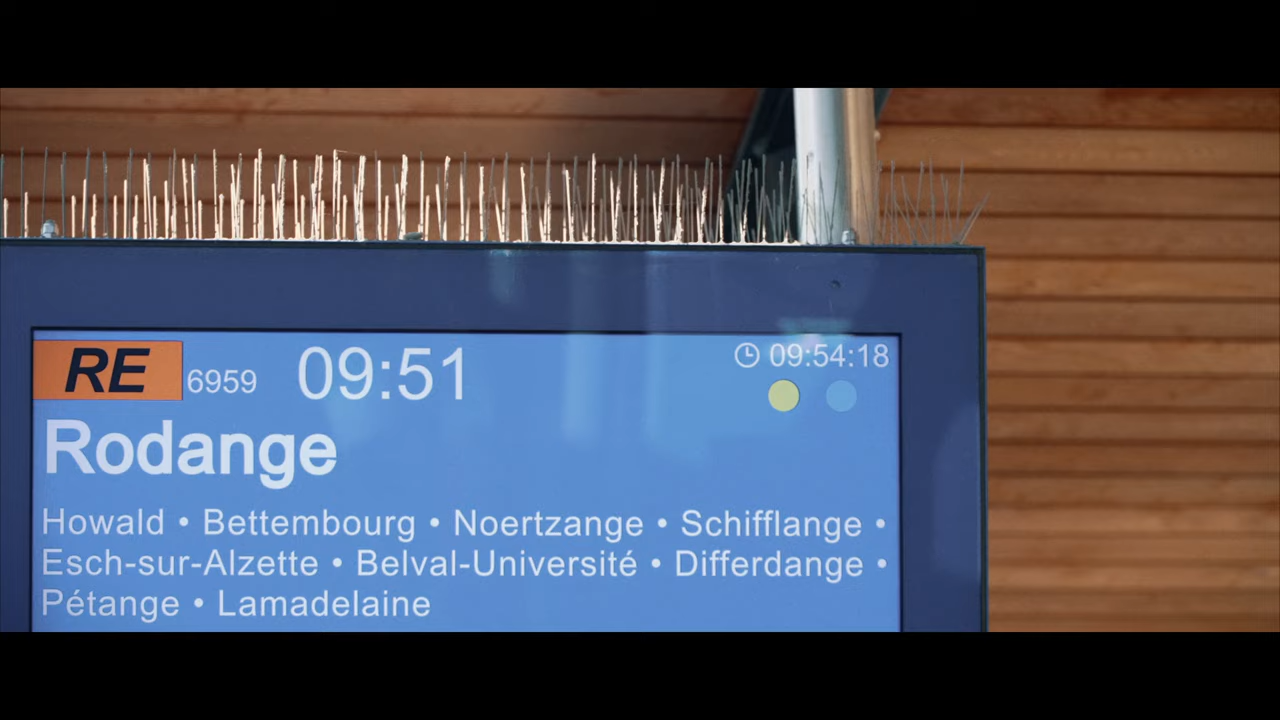 RE 6959 09:51 09:54:18
Rodange
Howald • Bettembourg • Noertzange • Schifflange •
Esch-sur-Alzette • Belval-Université • Differdange •
Pétange • Lamadelaine